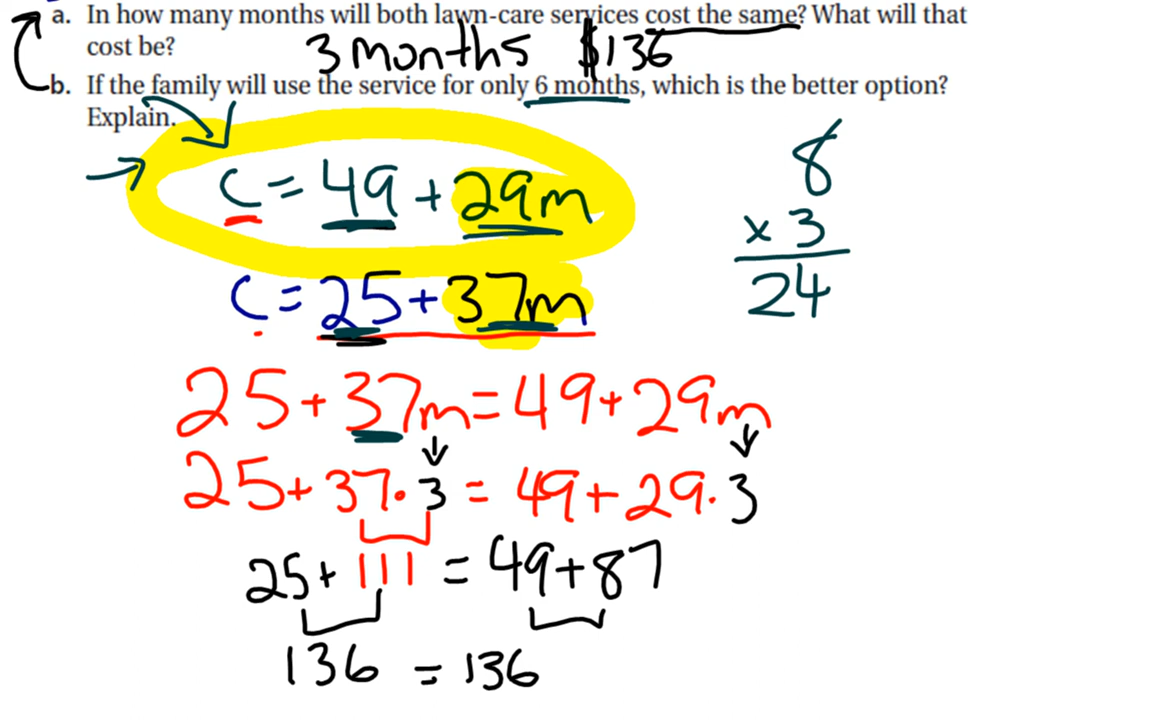 a. In how many months will both lawn-care services cost the same? What will that
cost be?
3 months $136
b. If the family will use the service for only 6 months, which is the better option?
Explain.
c = 49 + 29m
8
× 3
24
c = 25 + 37m
25 + 37m = 49 + 29m
25 + 37 · 3 = 49 + 29 · 3
25 + 111 = 49 + 87
136 = 136